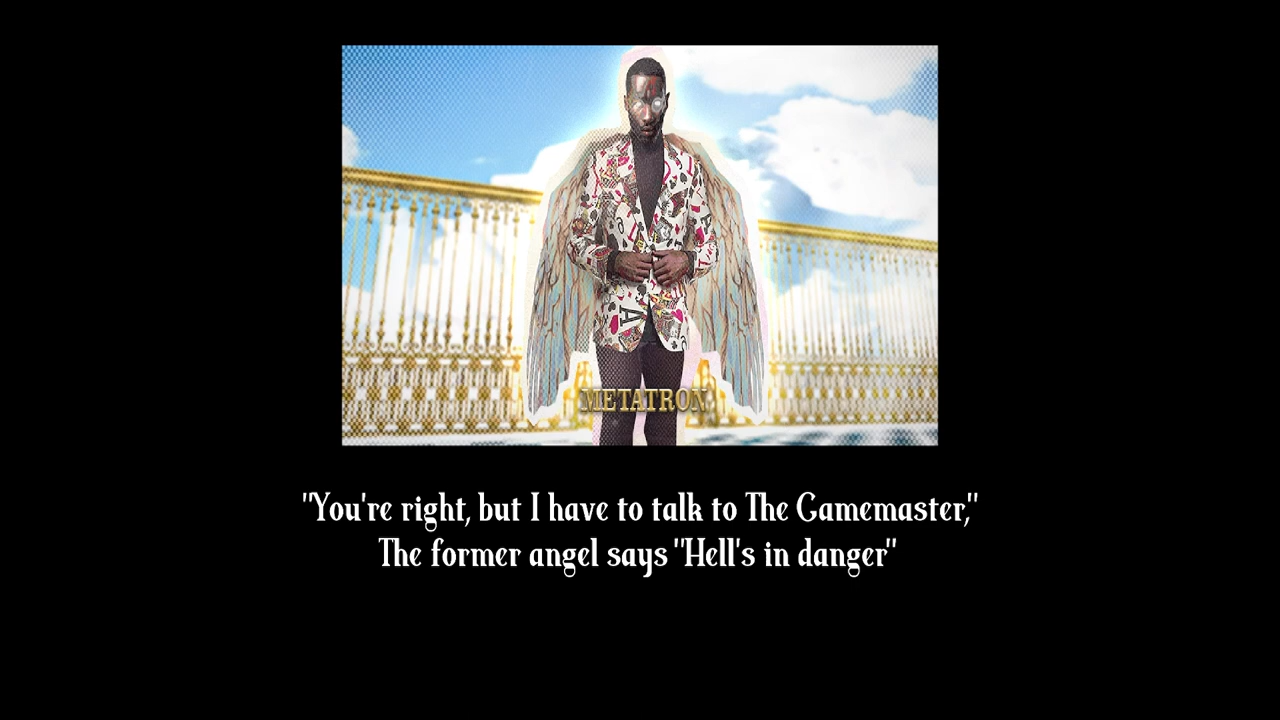 METATRON
"You're right, but I have to talk to The Gamemaster,"
The former angel says "Hell's in danger"